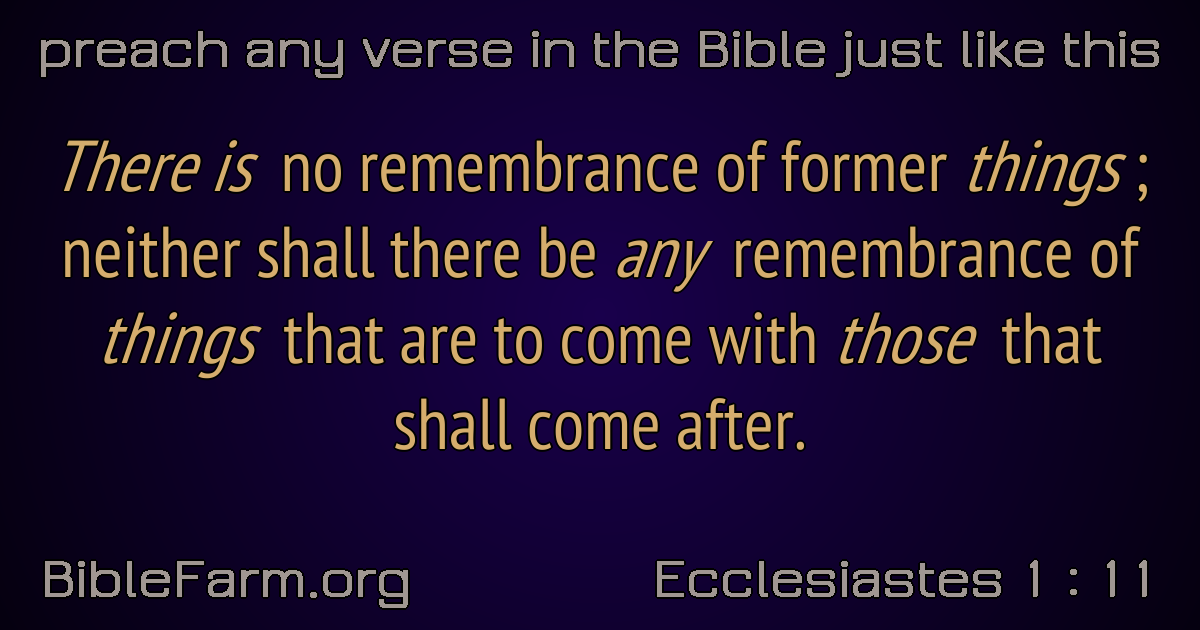 preach any verse in the Bible just like this
There is no remembrance of former things;
neither shall there be any remembrance of
things that are to come with those that
shall come after.
BibleFarm.org
Ecclesiastes 1 : 11